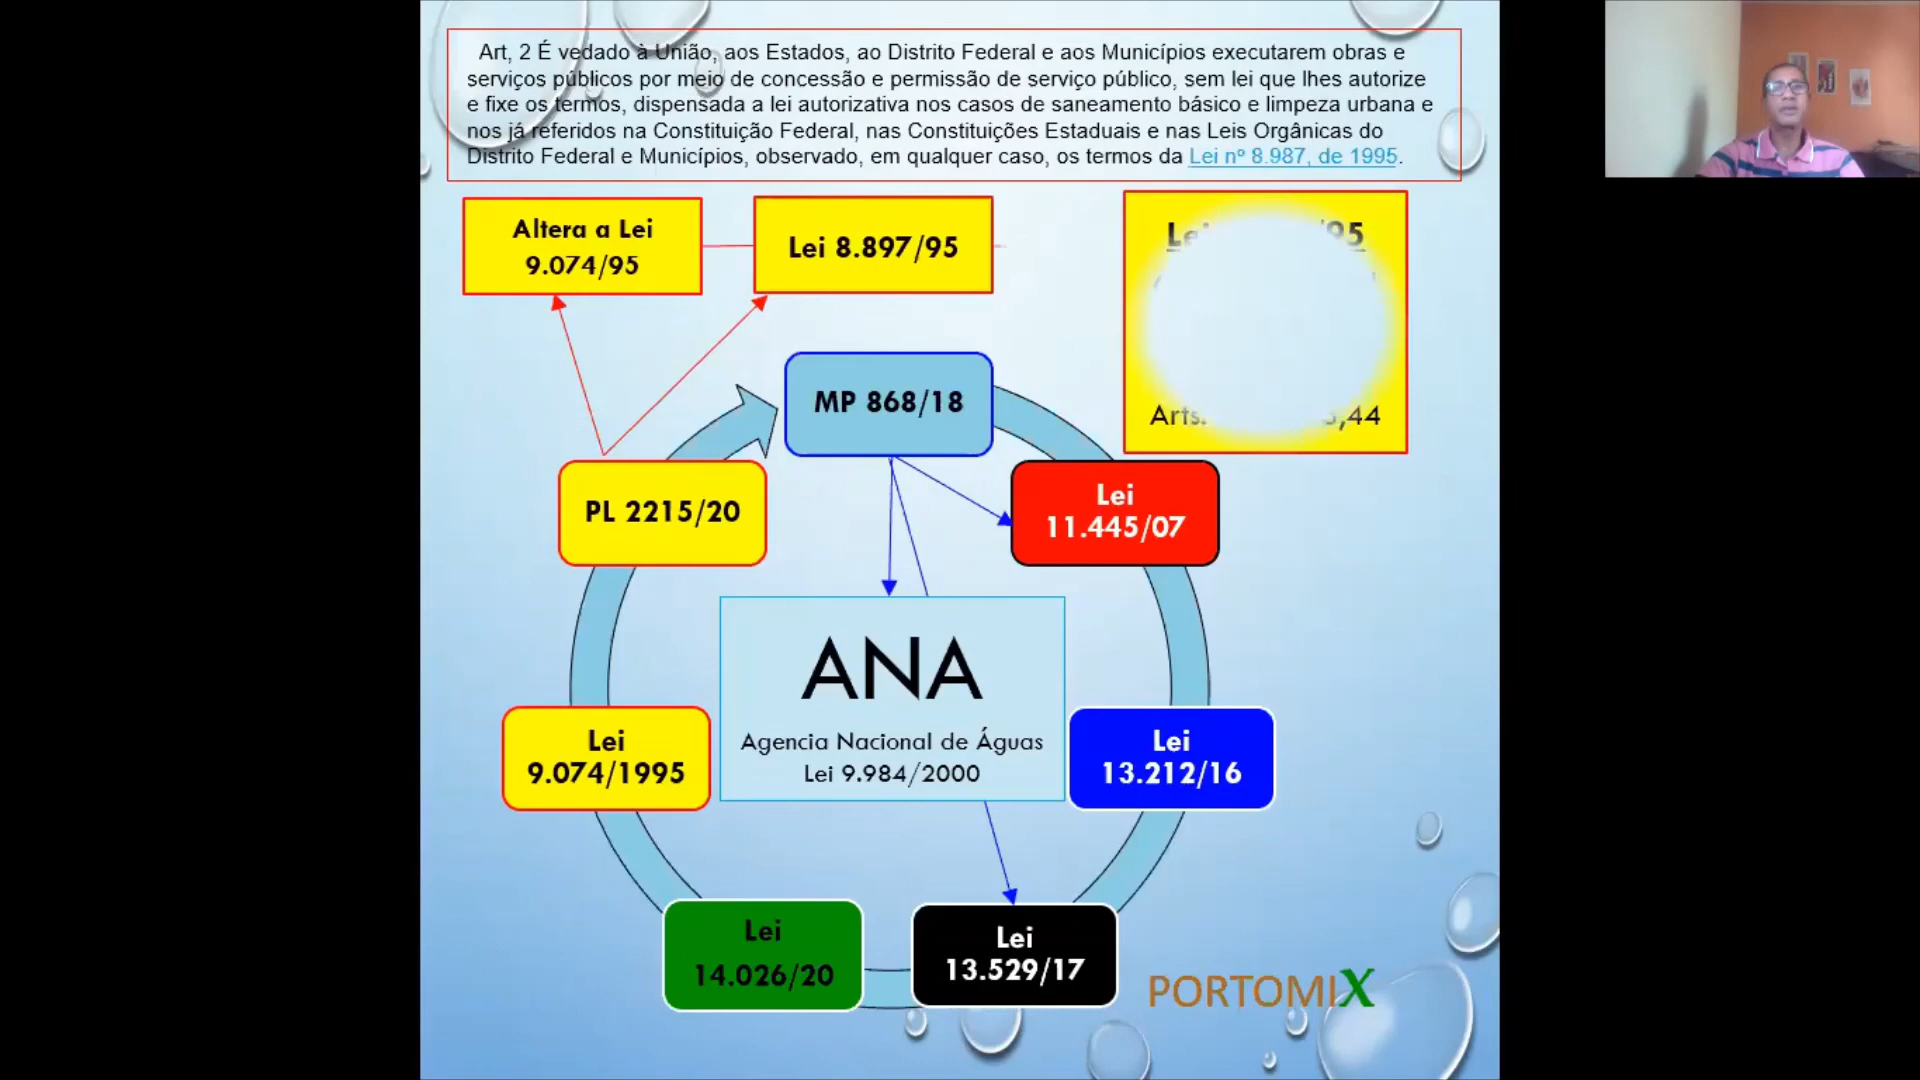 Art, 2 É vedado à União, aos Estados, ao Distrito Federal e aos Municípios executarem obras e
serviços públicos por meio de concessão e permissão de serviço público, sem lei que lhes autorize
e fixe os termos, dispensada a lei autorizativa nos casos de saneamento básico e limpeza urbana e
nos já referidos na Constituição Federal, nas Constituições Estaduais e nas Leis Orgânicas do
Distrito Federal e Municípios, observado, em qualquer caso, os termos da Lei nº 8.987, de 1995.
Altera a Lei
9.074/95
Lei 8.897/95
Arts.
,44
MP 868/18
PL 2215/20
Lei
11.445/07
ANA
Agencia Nacional de Águas
Lei 9.984/2000
Lei
9.074/1995
Lei
13.212/16
Lei
14.026/20
Lei
13.529/17
PORTOMIX